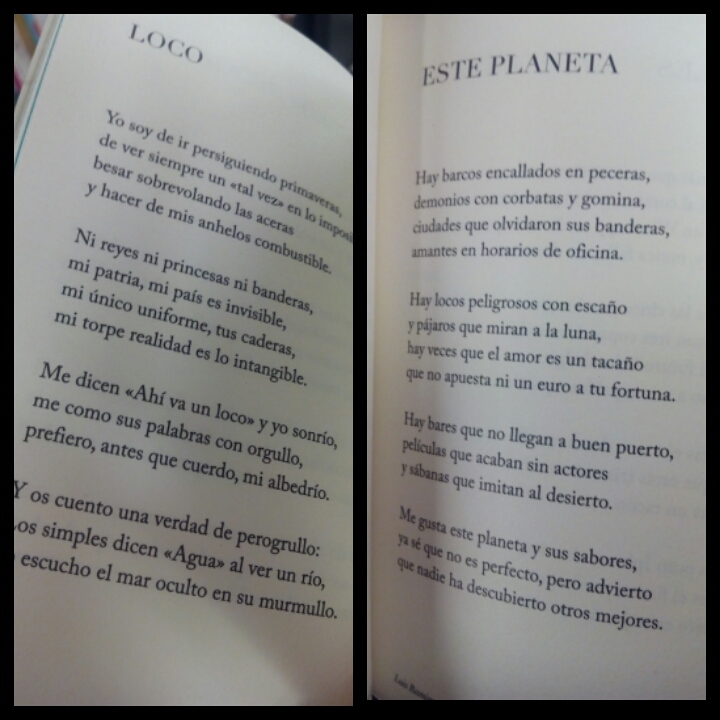 LOCO
Yo soy de ir persiguiendo primaveras,
de ver siempre un «tal vez» en lo
besar sobrevolando las aceras
y hacer de mis anhelos combustible.
Ni reyes ni princesas ni banderas,
mi patria, mi país es invisible,
mi único uniforme, tus caderas,
mi torpe realidad es lo intangible.
Me dicen «Ahí va un loco» y yo sonrío,
me como sus palabras con orgullo,
prefiero, antes que cuerdo, mi albedrío.
Y os cuento una verdad de perogrullo:
Los simples dicen «Agua» al ver un río,
escucho el mar oculto en su murmullo.
ESTE PLANETA
Hay barcos encallados en peceras,
demonios con corbatas y gomina,
ciudades que olvidaron sus banderas,
amantes en horarios de oficina.
Hay locos peligrosos con escaño
y pájaros que miran a la luna,
hay veces que el amor es un tacaño
que no apuesta ni un euro a tu fortuna.
Hay bares que no llegan a buen puerto,
películas que acaban sin actores
y sábanas que imitan al desierto.
Me gusta este planeta y sus sabores,
ya sé que no es perfecto, pero advierto
que nadie ha descubierto otros mejores.